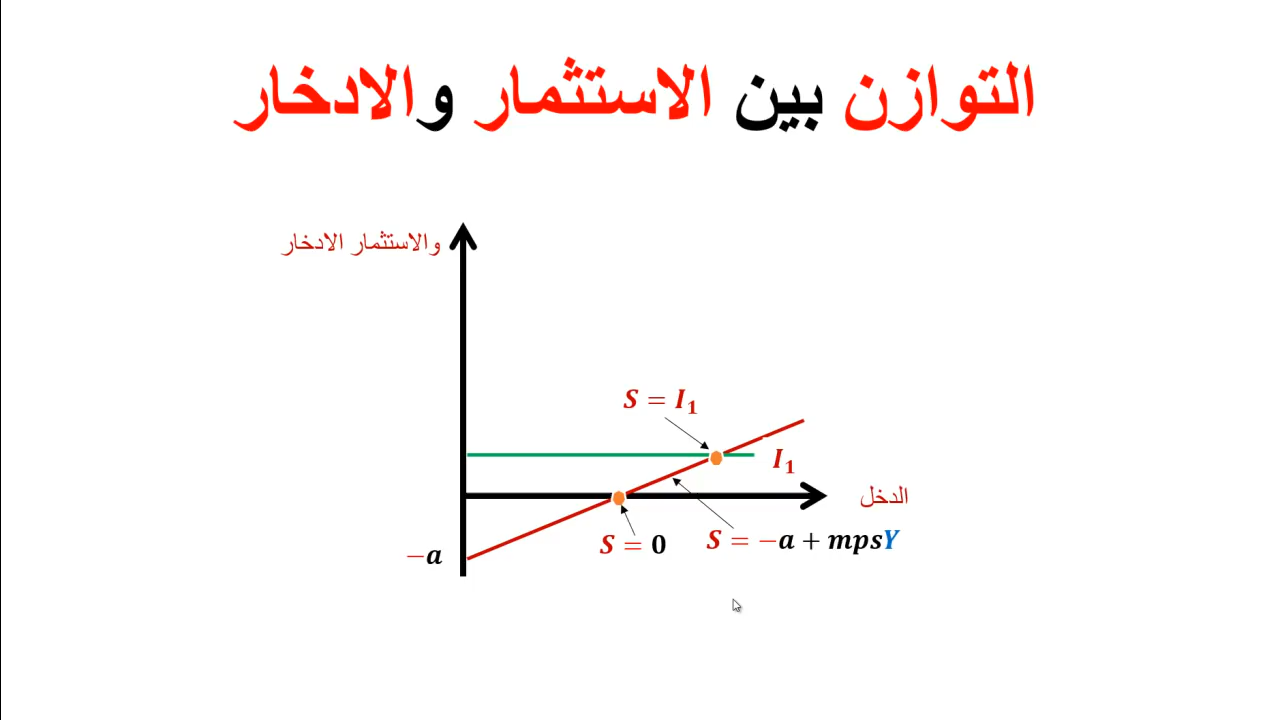 التوازن بين الاستثمار والادخار
والاستثمار الادخار
S = I₁
I₁
الدخل
S = 0
S = −a + mpsY
−a